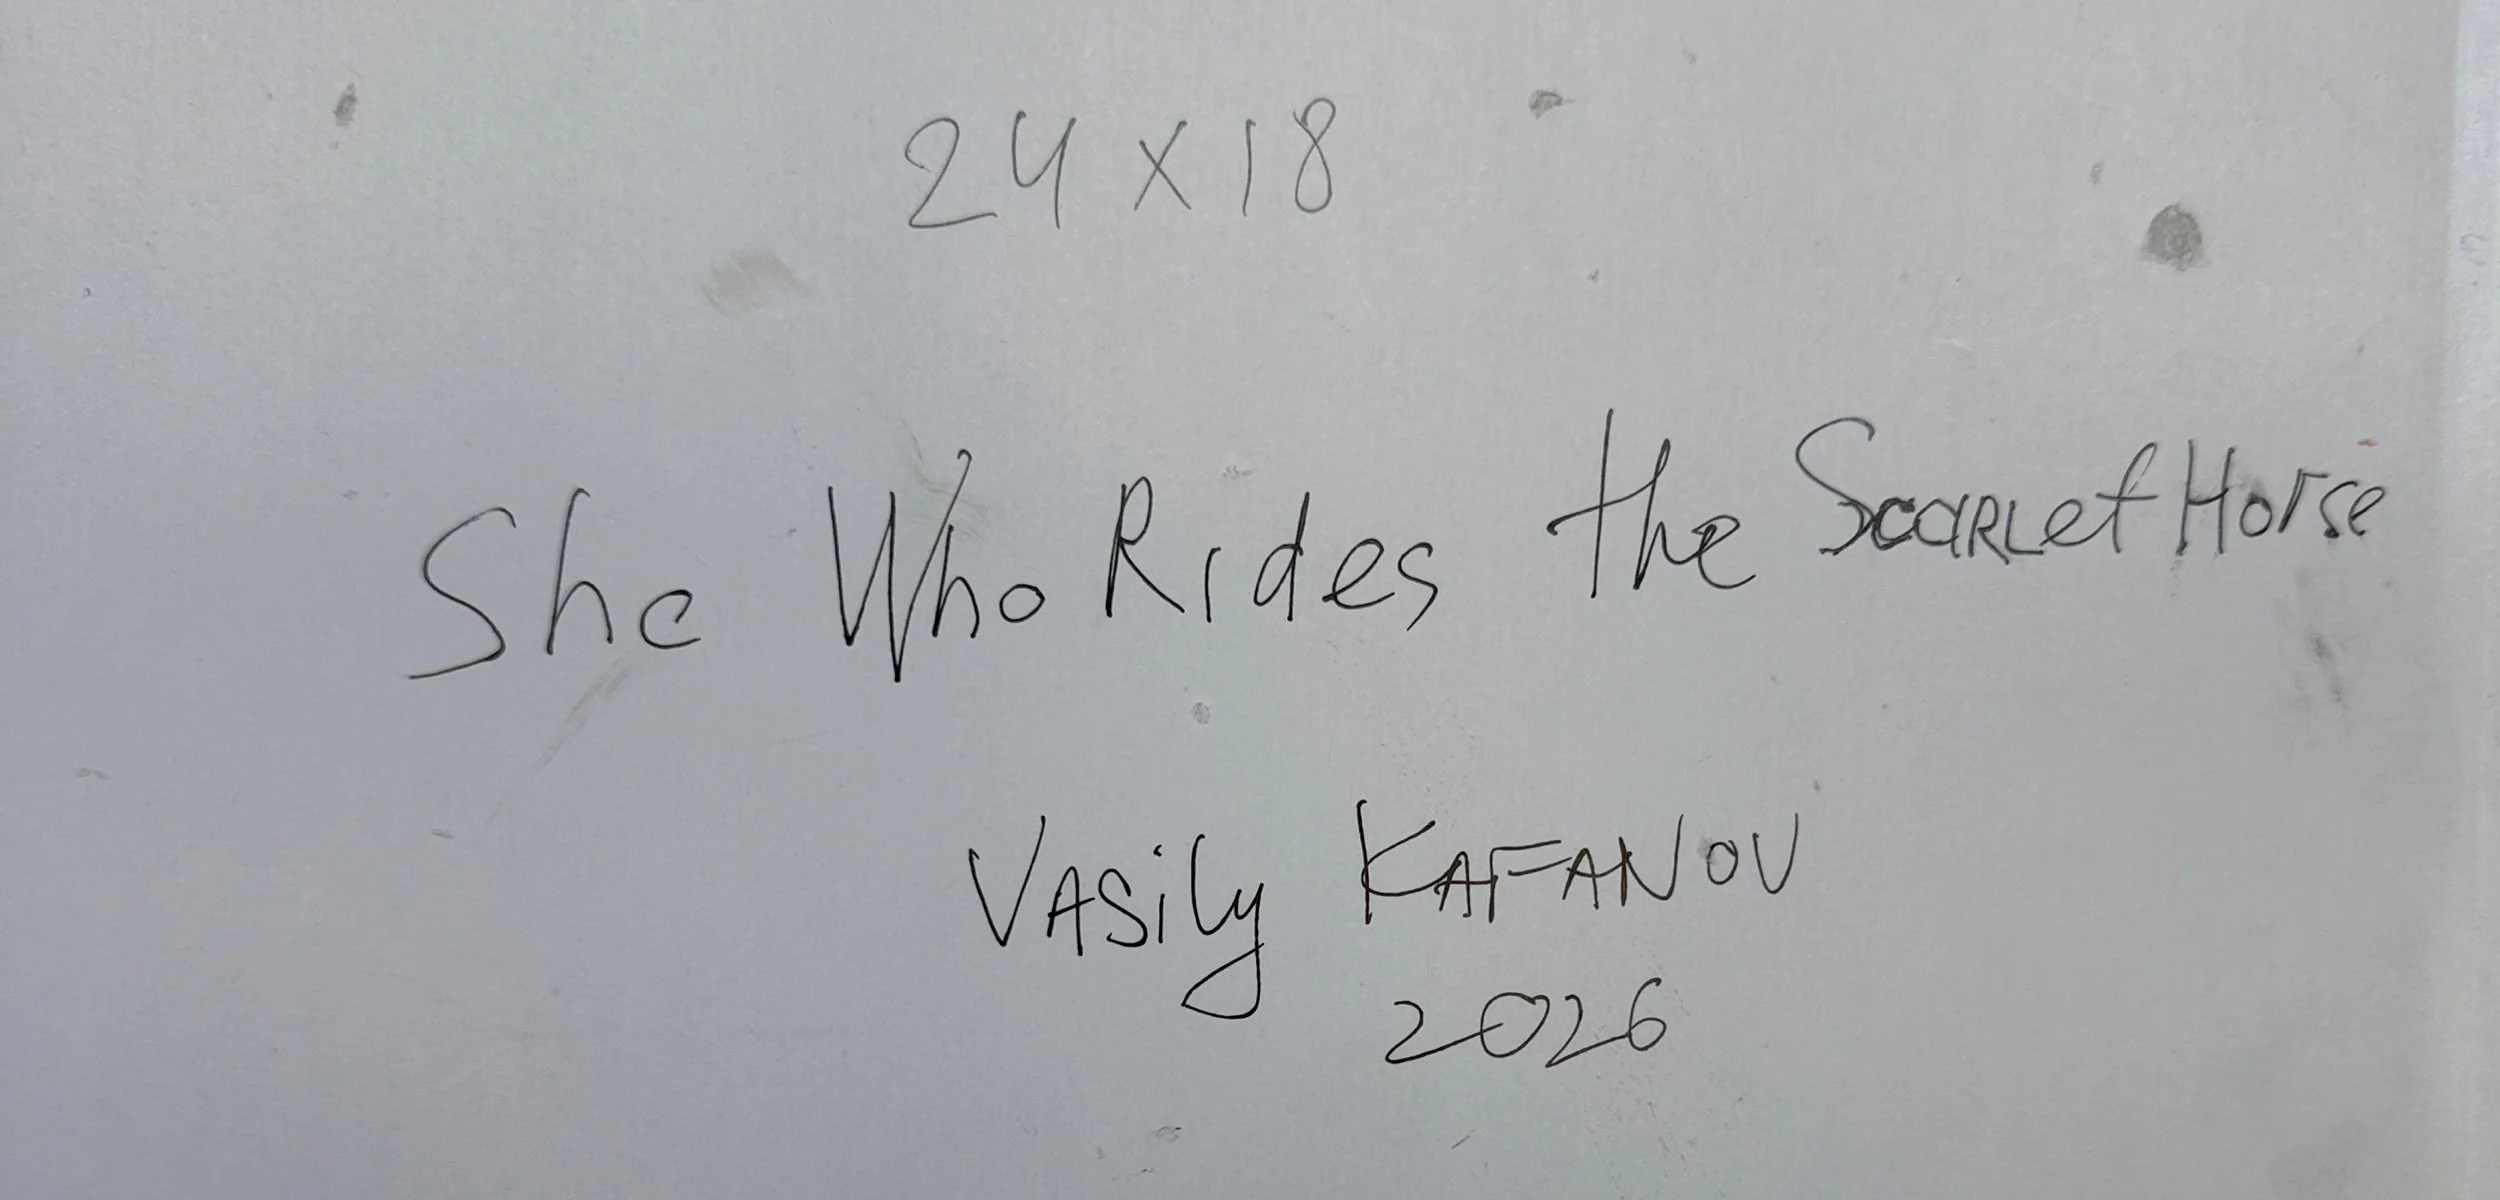 24 x 18
She Who Rides the Scarlet Horse
Vasily KAFANOV
2026